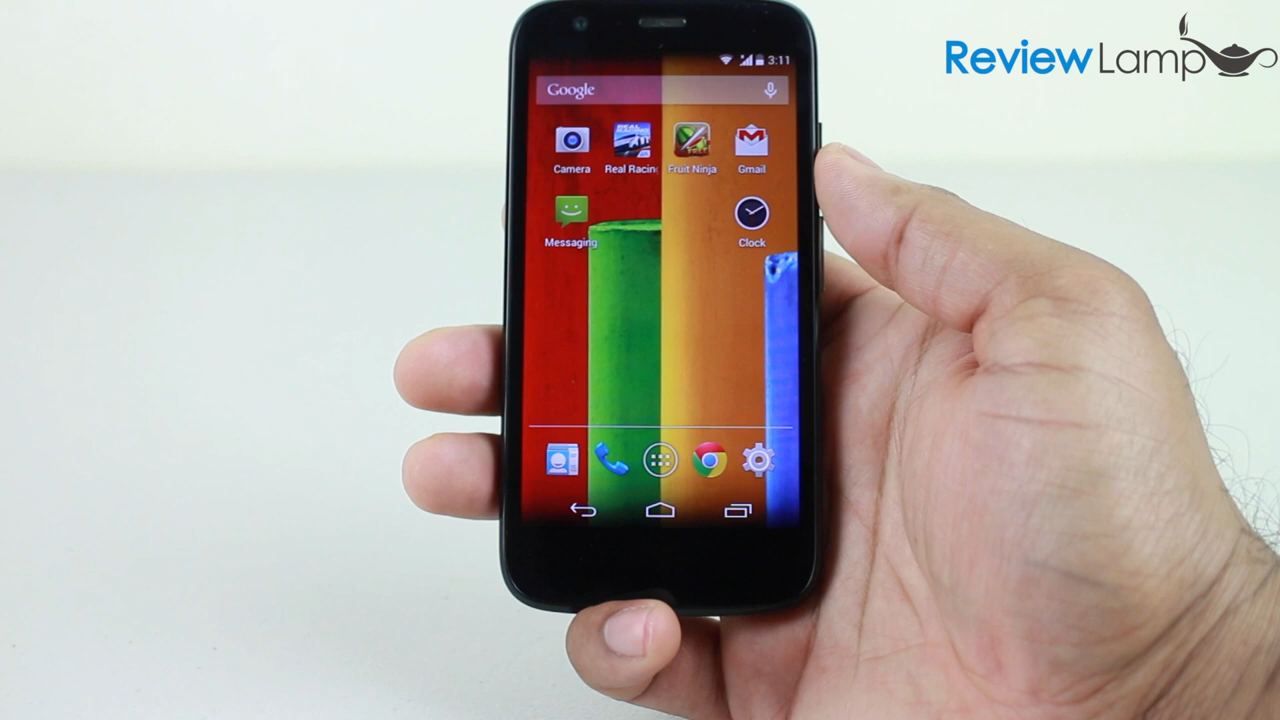 ReviewLamp
3:11
Google
Camera
Real Racin
Fruit Ninja
Gmail
Messaging
Clock